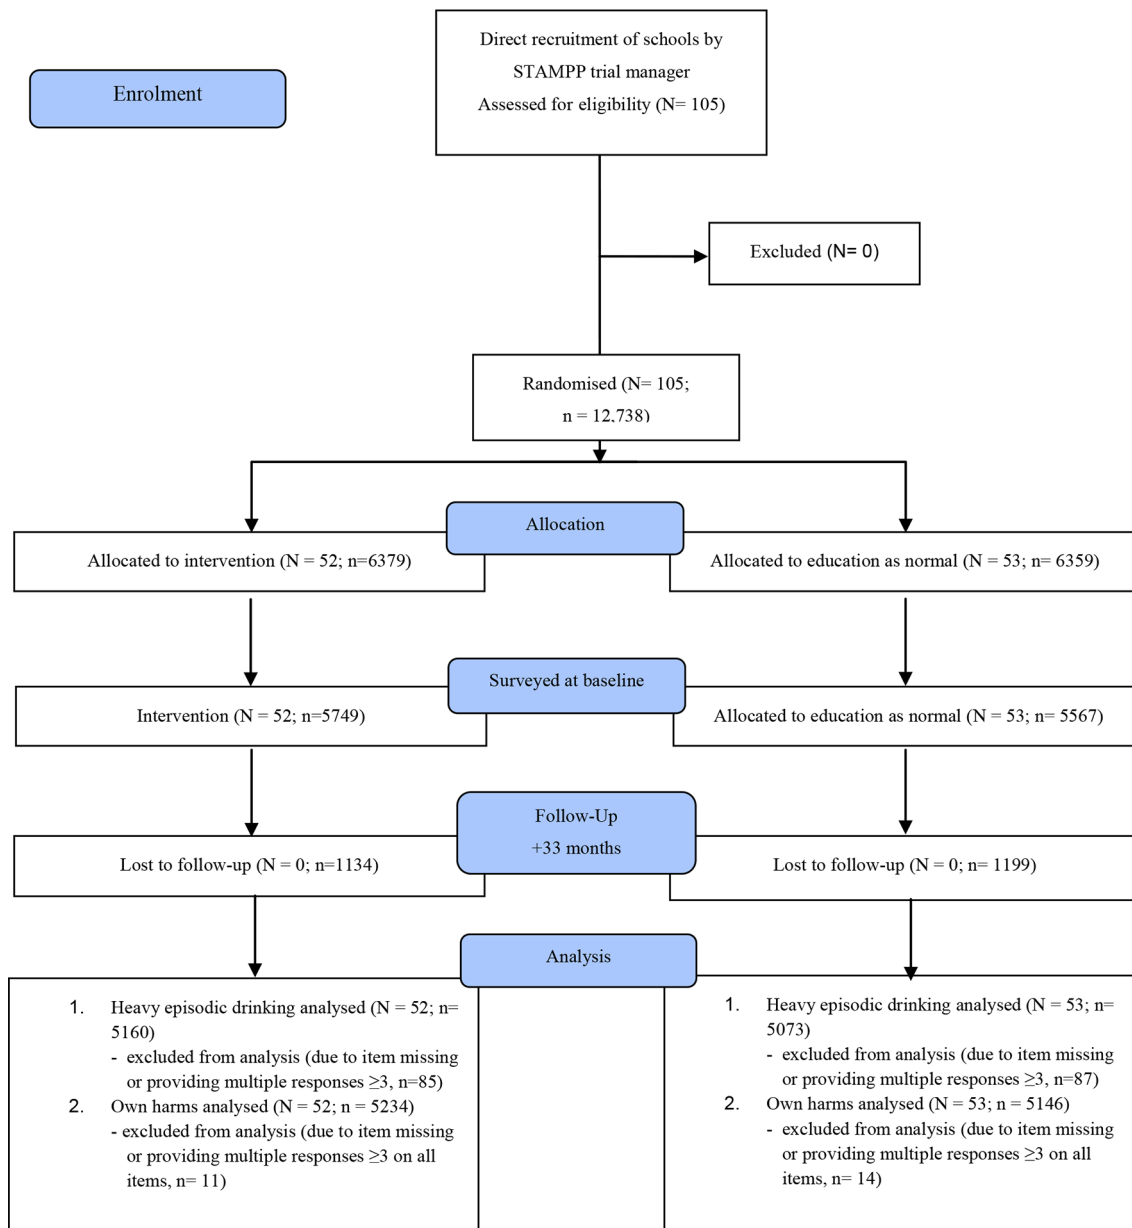 Direct recruitment of schools by
STAMPP trial manager
Assessed for eligibility (N= 105)
Enrolment
Excluded (N= 0)
Randomised (N= 105;
n = 12,738)
Allocation
Allocated to intervention (N = 52; n=6379)
Allocated to education as normal (N = 53; n= 6359)
Surveyed at baseline
Intervention (N = 52; n=5749)
Allocated to education as normal (N = 53; n= 5567)
Follow-Up
+33 months
Lost to follow-up (N = 0; n=1134)
Lost to follow-up (N = 0; n= 1199)
Analysis
1. Heavy episodic drinking analysed (N = 52; n=
5160)
- excluded from analysis (due to item missing
or providing multiple responses ≥3, n=85)
2. Own harms analysed (N = 52; n = 5234)
- excluded from analysis (due to item missing
or providing multiple responses ≥3 on all
items, n= 11)
1. Heavy episodic drinking analysed (N = 53; n=
5073)
- excluded from analysis (due to item missing
or providing multiple responses ≥3, n=87)
2. Own harms analysed (N = 53; n = 5146)
- excluded from analysis (due to item missing
or providing multiple responses ≥3 on all
items, n= 14)